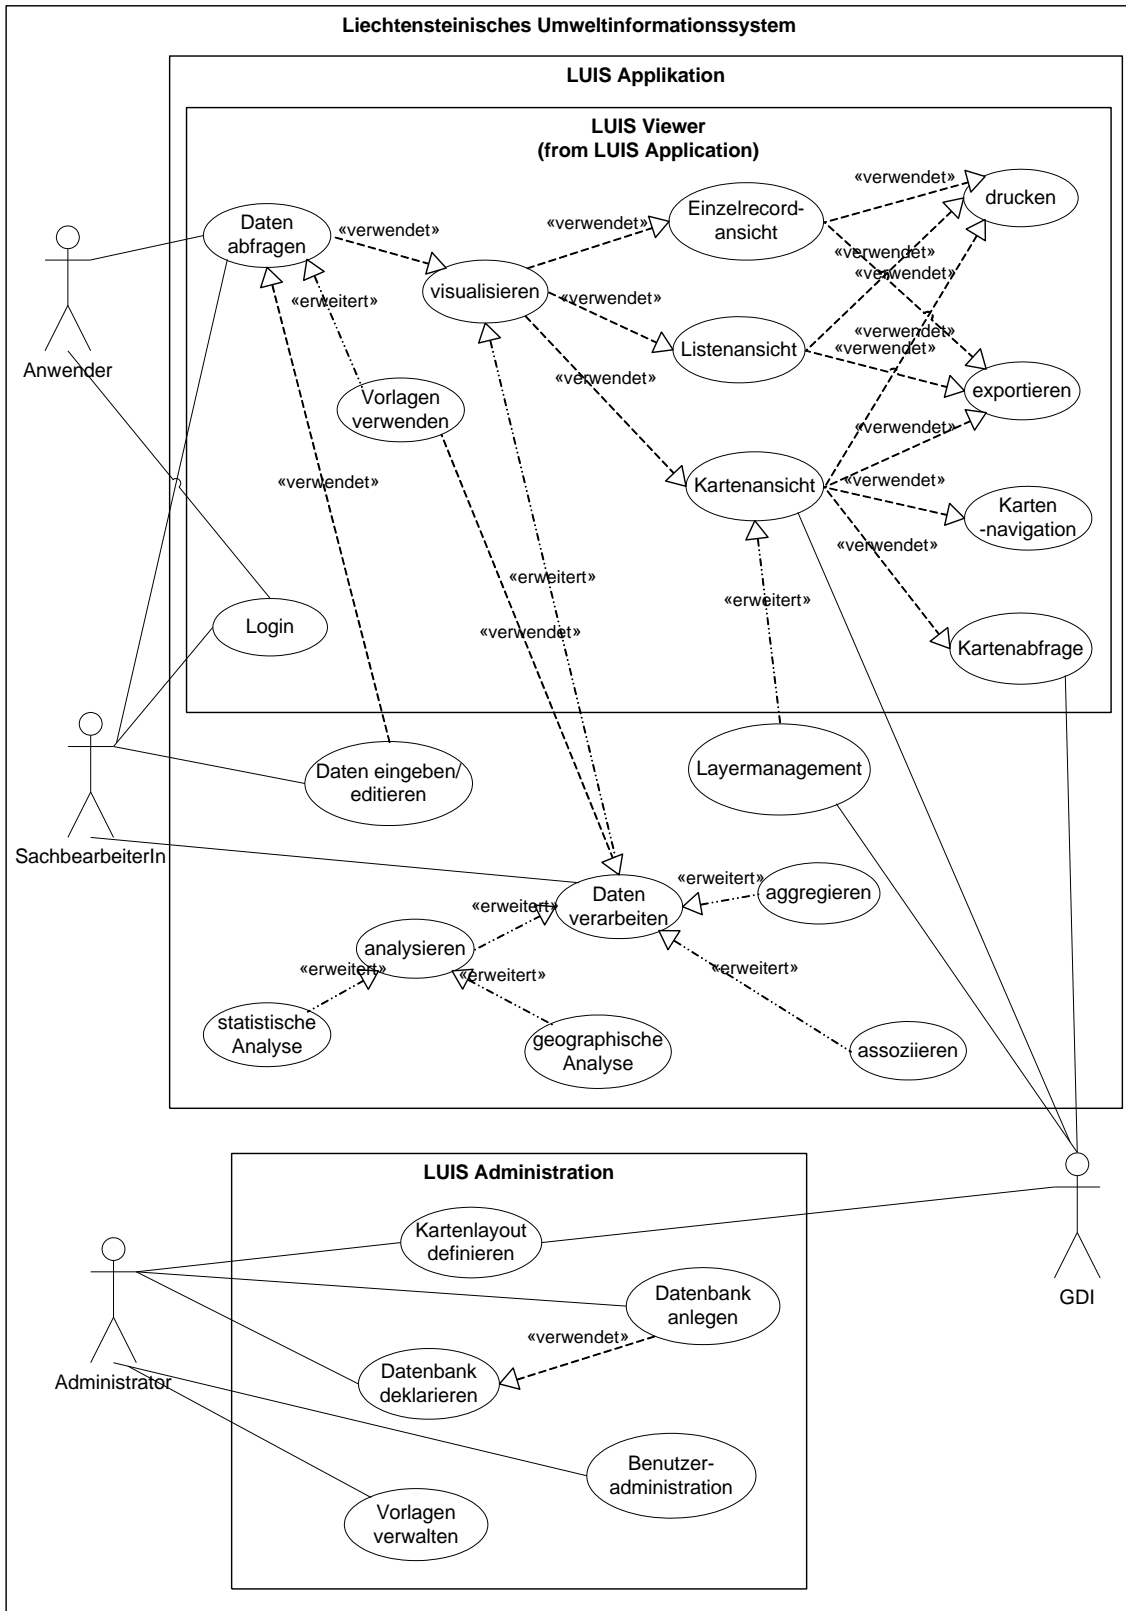 Liechtensteinisches Umweltinformationssystem
LUIS Applikation
LUIS Viewer
(from LUIS Application)
Daten
abfragen
«verwendet»
visualisieren
«verwendet»
Einzelrecord-
ansicht
«verwendet»
drucken
«erweitert»
«verwendet»
Listenansicht
«verwendet»
«verwendet»
«verwendet»
«verwendet»
exportieren
Anwender
Vorlagen
verwenden
«verwendet»
«verwendet»
«verwendet»
Kartenansicht
«verwendet»
Karten
-navigation
«verwendet»
«erweitert»
«erweitert»
«verwendet»
Login
Kartenabfrage
Daten eingeben/
editieren
Layermanagement
SachbearbeiterIn
Daten
verarbeiten
«erweitert»
aggregieren
«erweitert»
analysieren
«erweitert»
«erweitert»
«erweitert»
statistische
Analyse
geographische
Analyse
assoziieren
LUIS Administration
Kartenlayout
definieren
Datenbank
anlegen
GDI
«verwendet»
Datenbank
deklarieren
Administrator
Benutzer-
administration
Vorlagen
verwalten